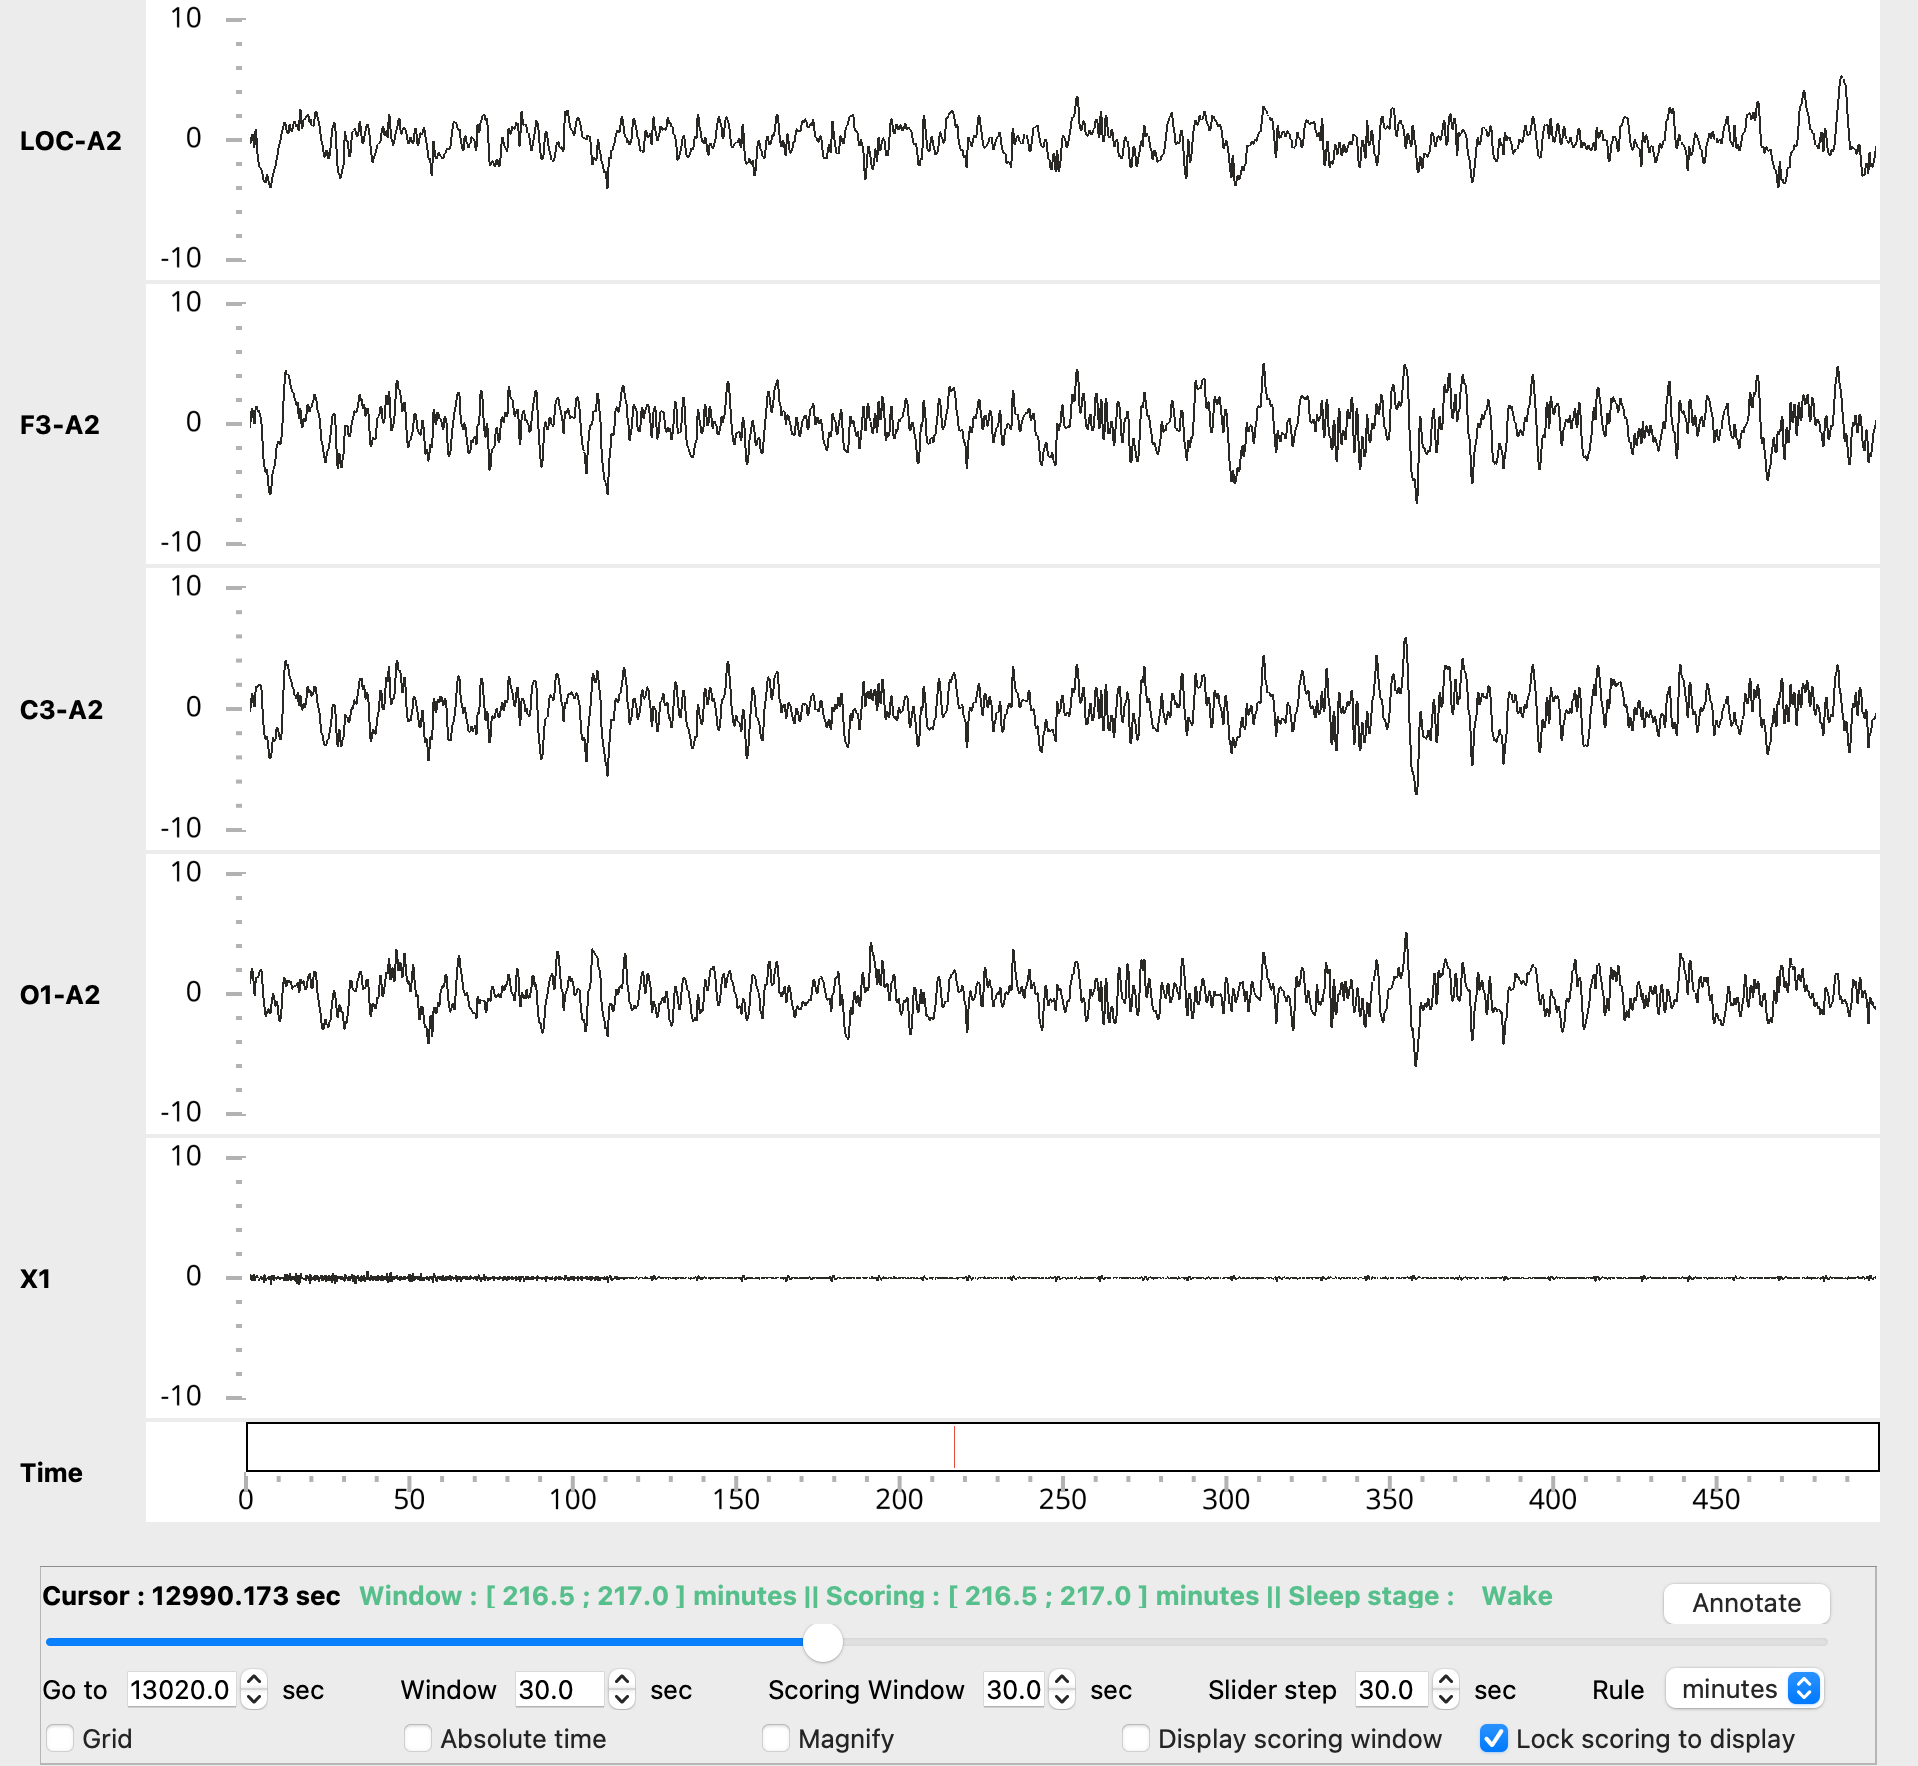 10
LOC-A2
0
-10
10
F3-A2
0
-10
10
C3-A2
0
-10
10
O1-A2
0
-10
10
X1
0
-10
Time
0 50 100 150 200 250 300 350 400 450
Cursor : 12990.173 sec Window : [ 216.5 ; 217.0 ] minutes || Scoring : [ 216.5 ; 217.0 ] minutes || Sleep stage : Wake
Annotate
Go to 13020.0 sec Window 30.0 sec Scoring Window 30.0 sec Slider step 30.0 sec Rule minutes
Grid Absolute time Magnify Display scoring window Lock scoring to display